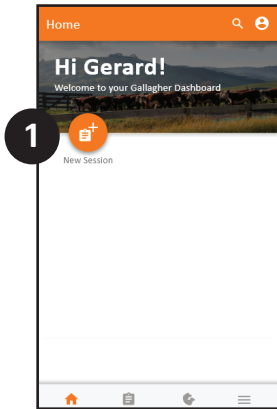 Home
Hi Gerard!
Welcome to your Gallagher Dashboard
1
New Session